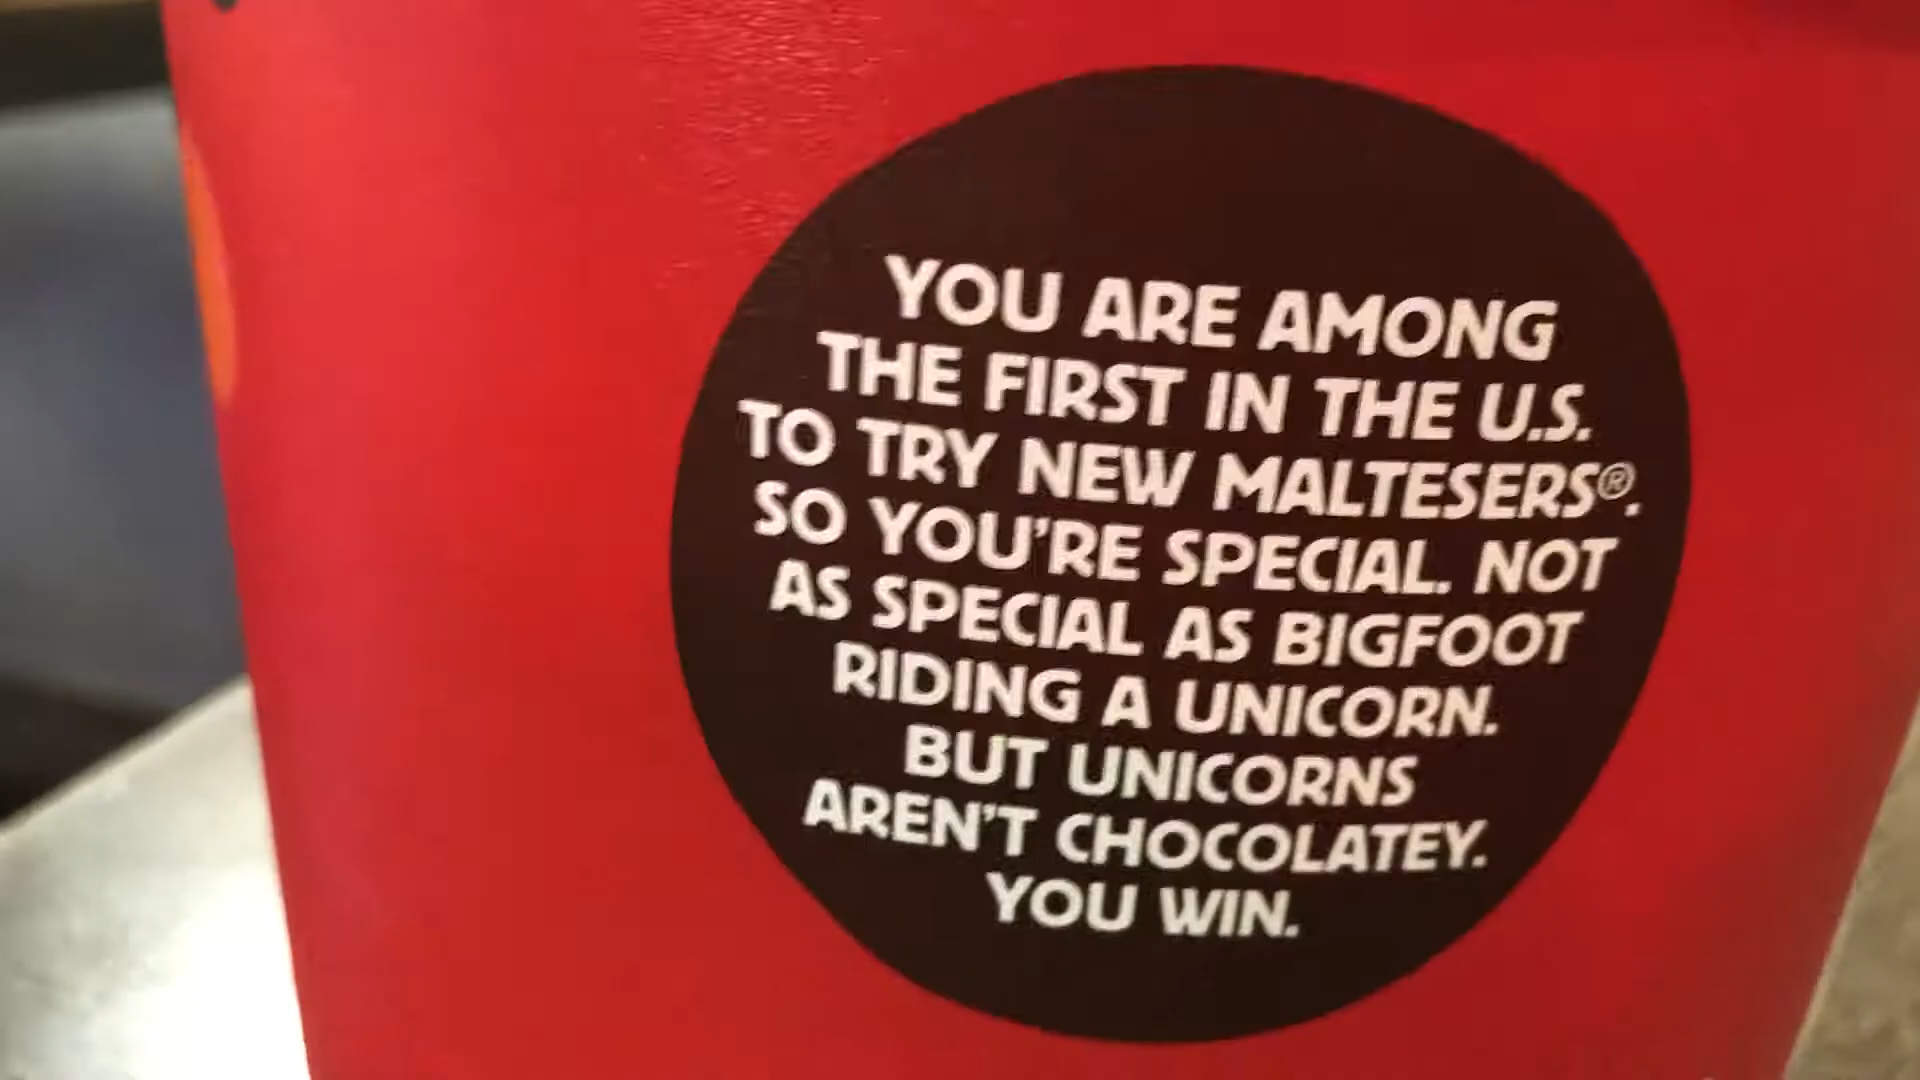 YOU ARE AMONG
THE FIRST IN THE U.S.
TO TRY NEW MALTESERS®.
SO YOU'RE SPECIAL. NOT
AS SPECIAL AS BIGFOOT
RIDING A UNICORN.
BUT UNICORNS
AREN'T CHOCOLATEY.
YOU WIN.